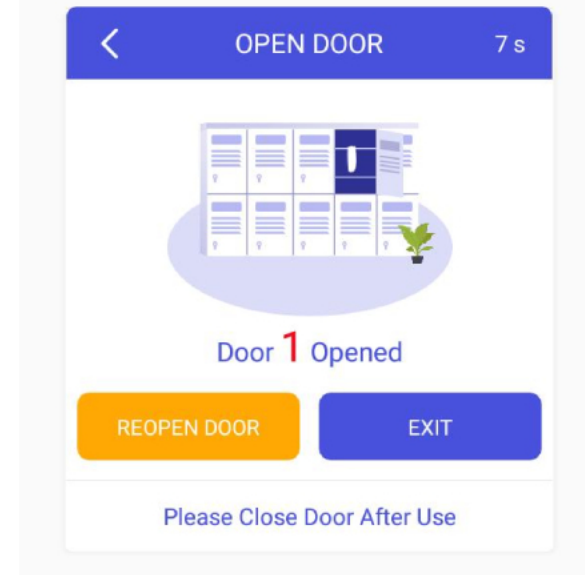 OPEN DOOR 7 s
Door 1 Opened
REOPEN DOOR EXIT
Please Close Door After Use